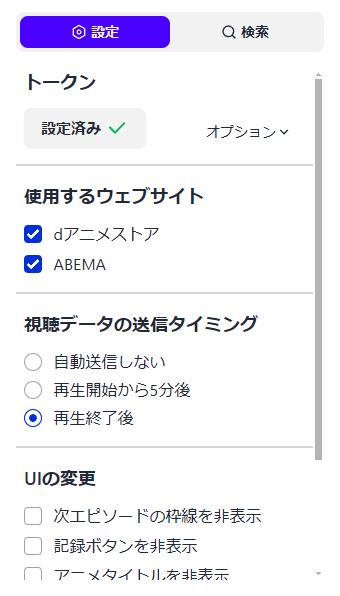 設定
検索
トークン
設定済み
オプション
使用するウェブサイト
dアニメストア
ABEMA
視聴データの送信タイミング
自動送信しない
再生開始から5分後
再生終了後
UIの変更
次エピソードの枠線を非表示
記録ボタンを非表示
アニメタイトルを非表示